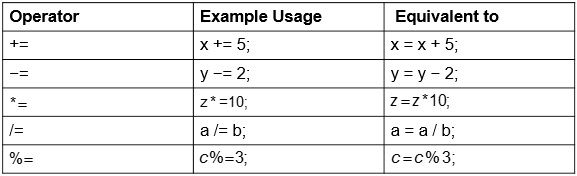 Operator Example Usage Equivalent to
+= x += 5; x = x + 5;
−= y −= 2; y = y − 2;
*= z*=10; z=z*10;
/= a /= b; a = a / b;
%= c%=3; c=c%3;